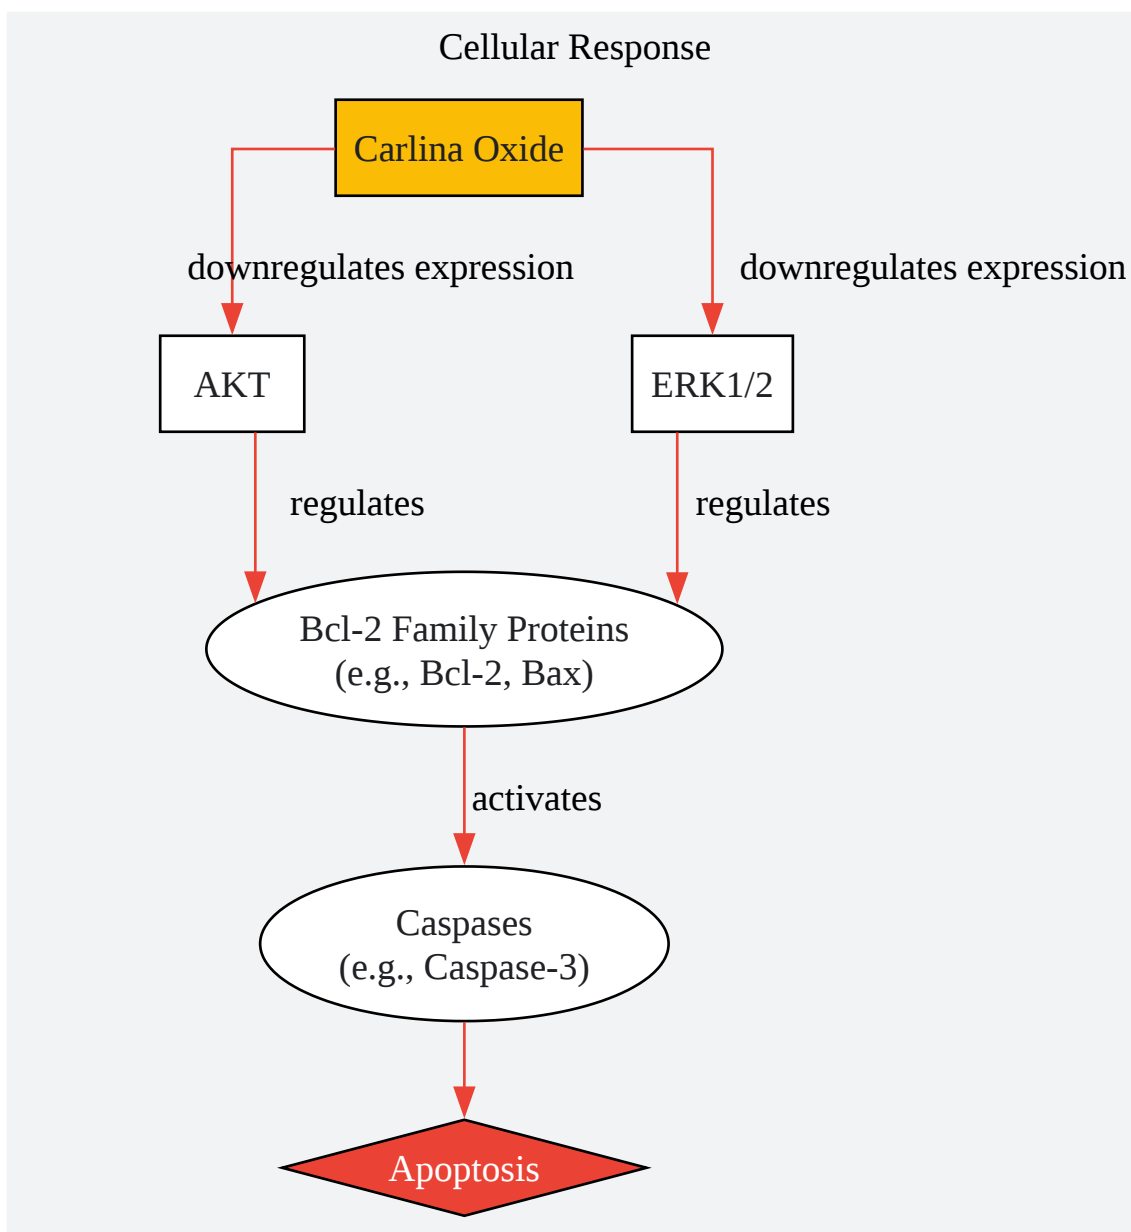 Cellular Response
Carlina Oxide
downregulates expression
downregulates expression
AKT
ERK1/2
regulates
regulates
Bcl-2 Family Proteins
(e.g., Bcl-2, Bax)
activates
Caspases
(e.g., Caspase-3)
Apoptosis